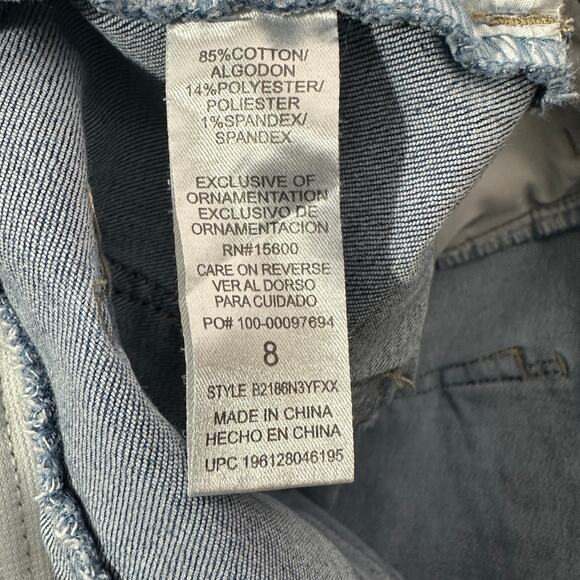 85%COTTON/
ALGODON
14%POLYESTER/
POLIESTER
1%SPANDEX/
SPANDEX
EXCLUSIVE OF
ORNAMENTATION
EXCLUSIVO DE
ORNAMENTACION
RN#15600
CARE ON REVERSE
VER AL DORSO
PARA CUIDADO
PO# 100-00097694
8
STYLE B2186N3YFXX
MADE IN CHINA
HECHO EN CHINA
UPC 196128046195